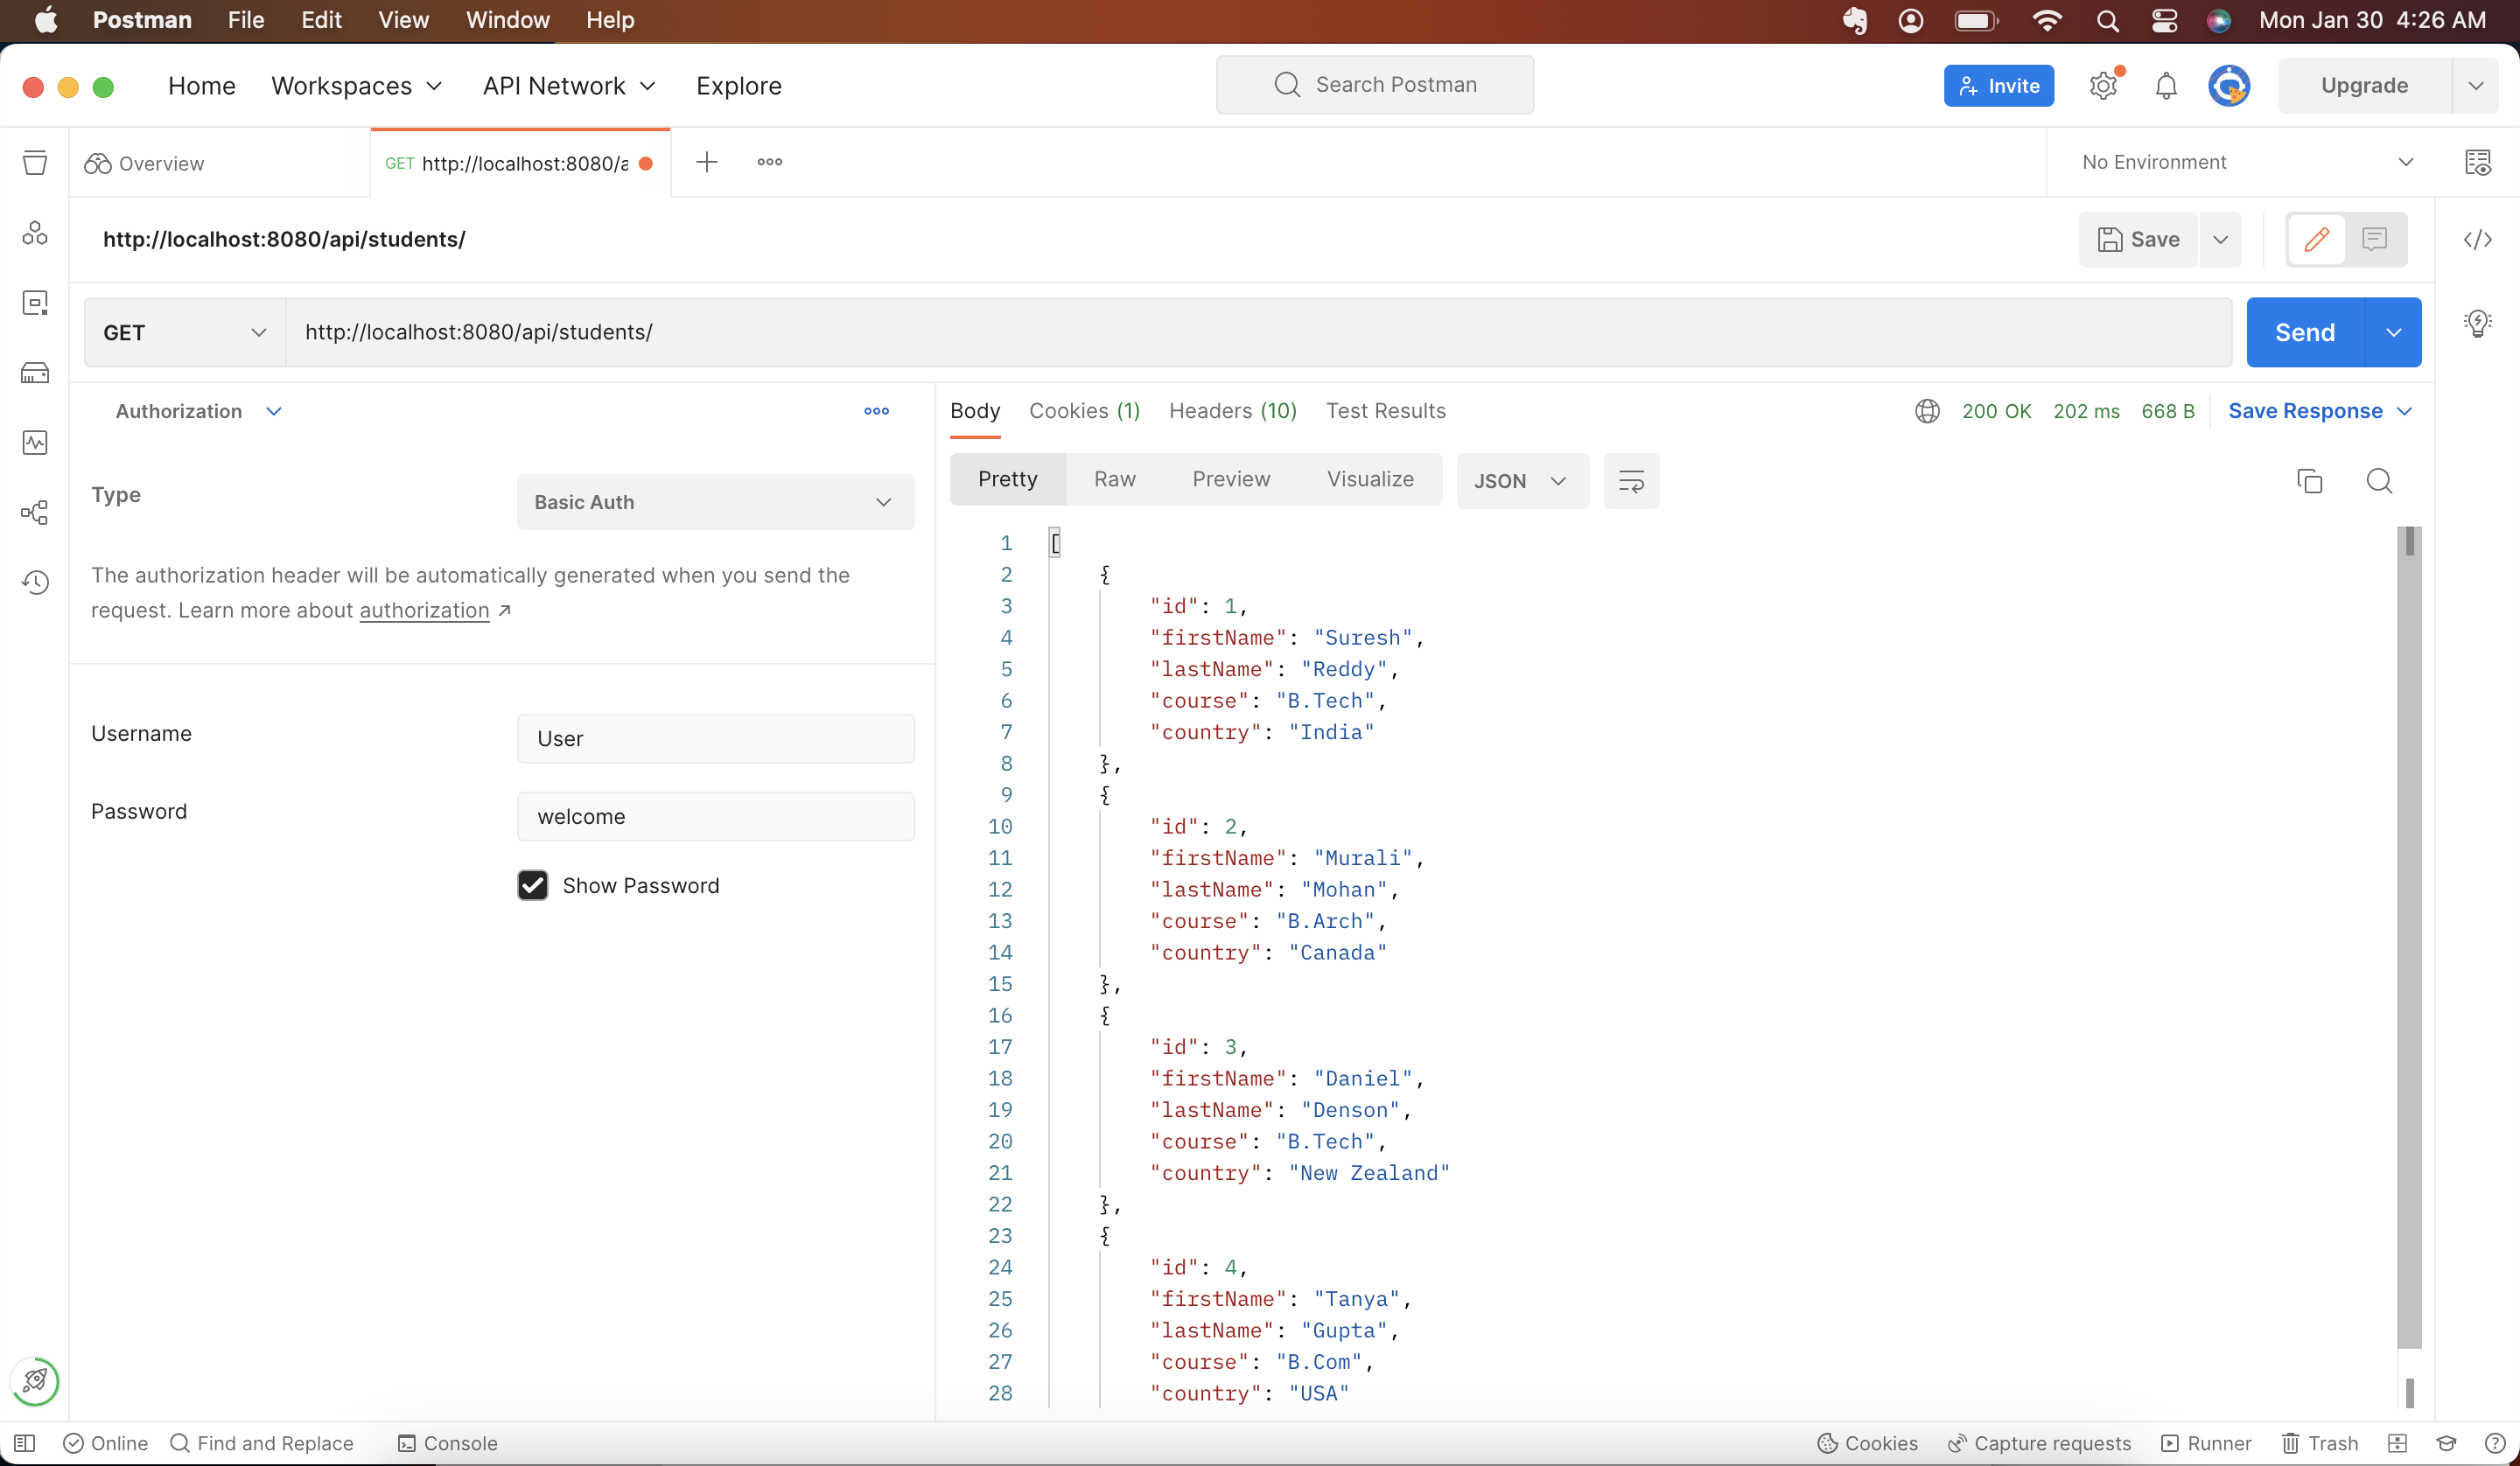 Postman File Edit View Window Help Mon Jan 30 4:26 AM
Home Workspaces API Network Explore Search Postman Invite Upgrade
Overview GET http://localhost:8080/a No Environment
http://localhost:8080/api/students/ Save
GET http://localhost:8080/api/students/ Send
Authorization
Type Basic Auth
The authorization header will be automatically generated when you send the
request. Learn more about authorization ↗
Username User
Password welcome
Show Password
Body Cookies (1) Headers (10) Test Results 200 OK 202 ms 668 B Save Response
Pretty Raw Preview Visualize JSON
1 [
2 {
3 "id": 1,
4 "firstName": "Suresh",
5 "lastName": "Reddy",
6 "course": "B.Tech",
7 "country": "India"
8 },
9 {
10 "id": 2,
11 "firstName": "Murali",
12 "lastName": "Mohan",
13 "course": "B.Arch",
14 "country": "Canada"
15 },
16 {
17 "id": 3,
18 "firstName": "Daniel",
19 "lastName": "Denson",
20 "course": "B.Tech",
21 "country": "New Zealand"
22 },
23 {
24 "id": 4,
25 "firstName": "Tanya",
26 "lastName": "Gupta",
27 "course": "B.Com",
28 "country": "USA"
Online Find and Replace Console Cookies Capture requests Runner Trash